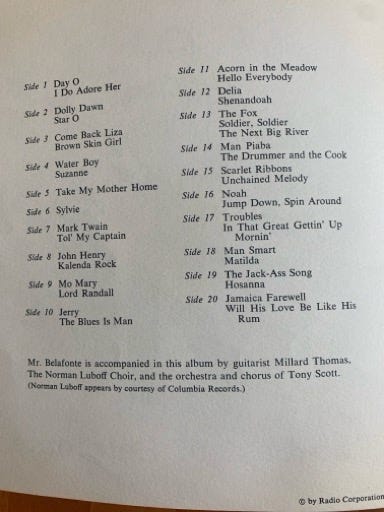 Side 1 Day O
I Do Adore Her
Side 2 Dolly Dawn
Star O
Side 3 Come Back Liza
Brown Skin Girl
Side 4 Water Boy
Suzanne
Side 5 Take My Mother Home
Side 6 Sylvie
Side 7 Mark Twain
Tol' My Captain
Side 8 John Henry
Kalenda Rock
Side 9 Mo Mary
Lord Randall
Side 10 Jerry
The Blues Is Man
Side 11 Acorn in the Meadow
Hello Everybody
Side 12 Delia
Shenandoah
Side 13 The Fox
Soldier, Soldier
The Next Big River
Side 14 Man Piaba
The Drummer and the Cook
Side 15 Scarlet Ribbons
Unchained Melody
Side 16 Noah
Jump Down, Spin Around
Side 17 Troubles
In That Great Gettin' Up
Mornin'
Side 18 Man Smart
Matilda
Side 19 The Jack-Ass Song
Hosanna
Side 20 Jamaica Farewell
Will His Love Be Like His
Rum
Mr. Belafonte is accompanied in this album by guitarist Millard Thomas,
The Norman Luboff Choir, and the orchestra and chorus of Tony Scott.
(Norman Luboff appears by courtesy of Columbia Records.)
© by Radio Corporation